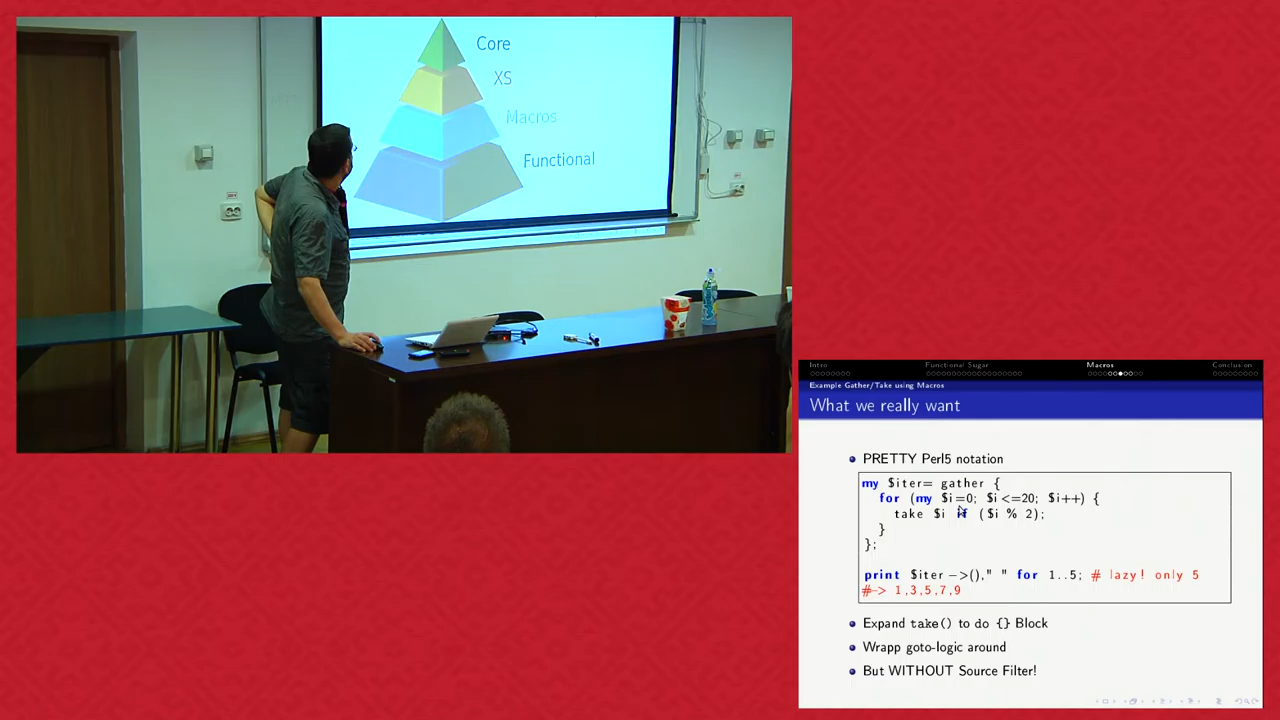 Core
XS
Macros
Functional
Intro
Functional Sugar
Macros
Conclusion
Example Gather/Take using Macros
What we really want
PRETTY Perl5 notation
my $iter= gather {
for (my $i=0; $i<=20; $i++) {
take $i if ($i % 2);
}
};
print $iter->()," " for 1..5; # lazy! only 5
#-> 1,3,5,7,9
Expand take() to do {} Block
Wrapp goto-logic around
But WITHOUT Source Filter!